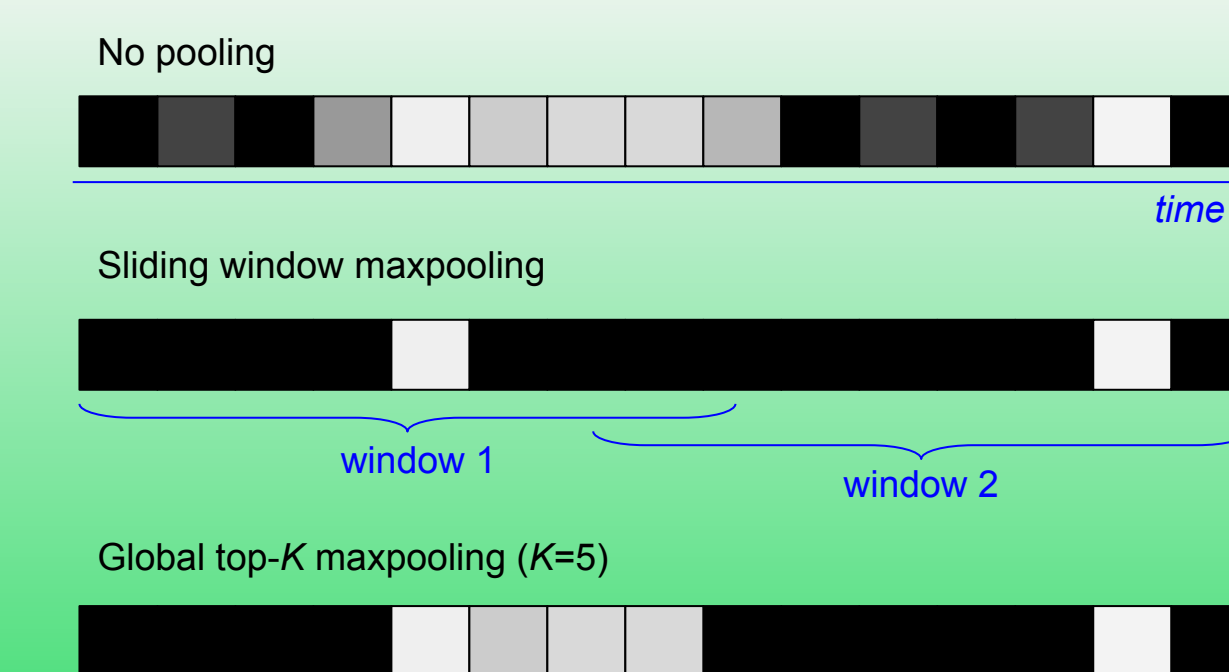 No pooling
time
Sliding window maxpooling
window 1
window 2
Global top-K maxpooling (K=5)